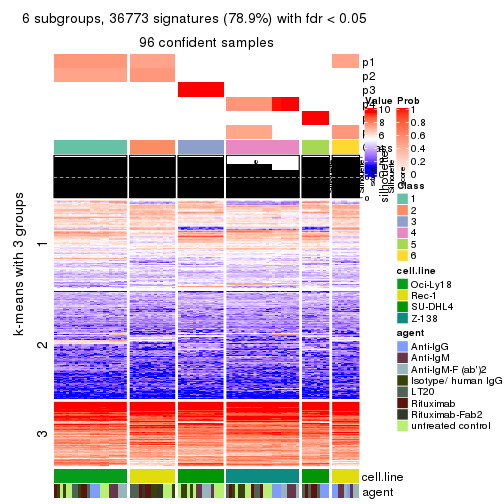 6 subgroups, 36773 signatures (78.9%) with fdr < 0.05
96 confident samples
p1
p2
p3
p4
Value
Prob
10
8
6
1
0.8
0.6
0.4
0.2
0
Class
1
2
3
4
5
6
silhouette
score
k-means with 3 groups
1
2
3
cell.line
Oci-Ly18
Rec-1
SU-DHL4
Z-138
agent
Anti-IgG
Anti-IgM
Anti-IgM-F (ab')2
Isotype/ human IgG
LT20
Rituximab
Rituximab-Fab2
untreated control
cell.line
agent